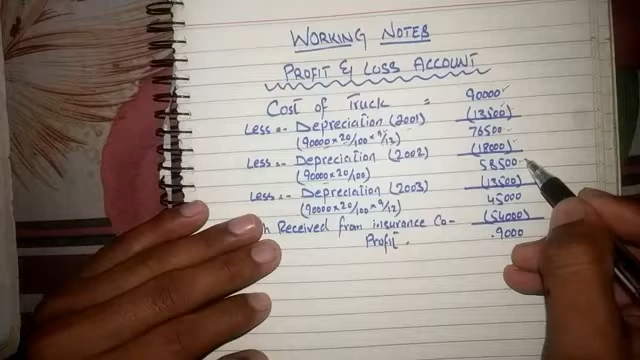 WORKING NOTES
PROFIT & LOSS ACCOUNT
Cost of Truck = 90000
Less:- Depreciation (2001) (13500)
(90000×20/100×9/12) 76500
Less:- Depreciation (2002) (18000)
(90000×20/100) 58500
Less:- Depreciation (2003) (13500)
(90000×20/100×9/12) 45000
Received from insurance Co- (54000)
Profit. 9000